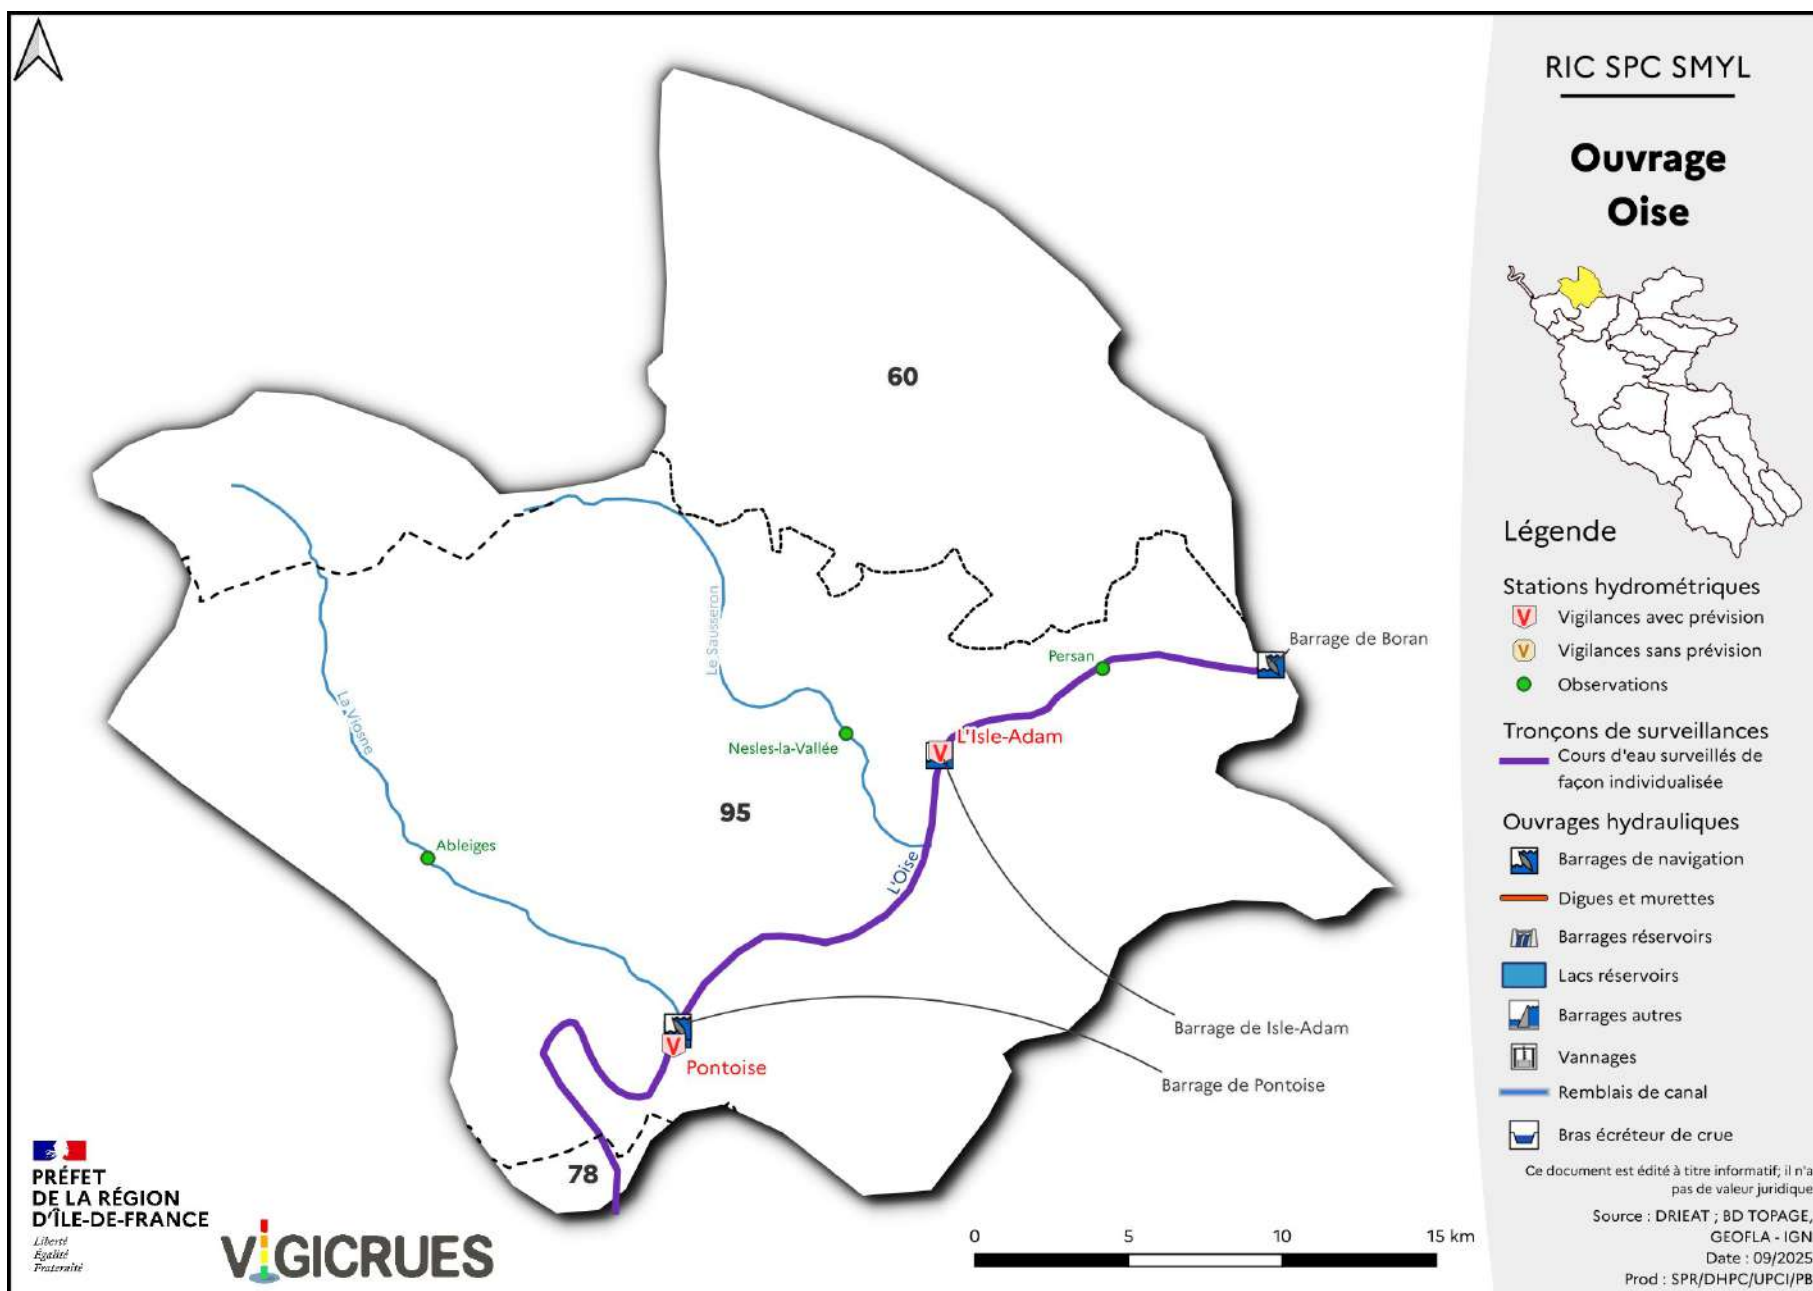 RIC SPC SMYL
Ouvrage
Oise
60
95
78
Le Sausseron
La Viosne
L'Oise
Persan
Barrage de Boran
L'Isle-Adam
Nesles-la-Vallée
Ableiges
Pontoise
Barrage de Isle-Adam
Barrage de Pontoise
Légende
Stations hydrométriques
V Vigilances avec prévision
V Vigilances sans prévision
Observations
Tronçons de surveillances
Cours d'eau surveillés de
façon individualisée
Ouvrages hydrauliques
Barrages de navigation
Digues et murettes
Barrages réservoirs
Lacs réservoirs
Barrages autres
Vannages
Remblais de canal
Bras écréteur de crue
Ce document est édité à titre informatif; il n'a
pas de valeur juridique
Source : DRIEAT ; BD TOPAGE,
GEOFLA - IGN
Date : 09/2025
Prod : SPR/DHPC/UPCI/PB
PRÉFET
DE LA RÉGION
D'ÎLE-DE-FRANCE
Liberté
Égalité
Fraternité
VIGICRUES
0 5 10 15 km